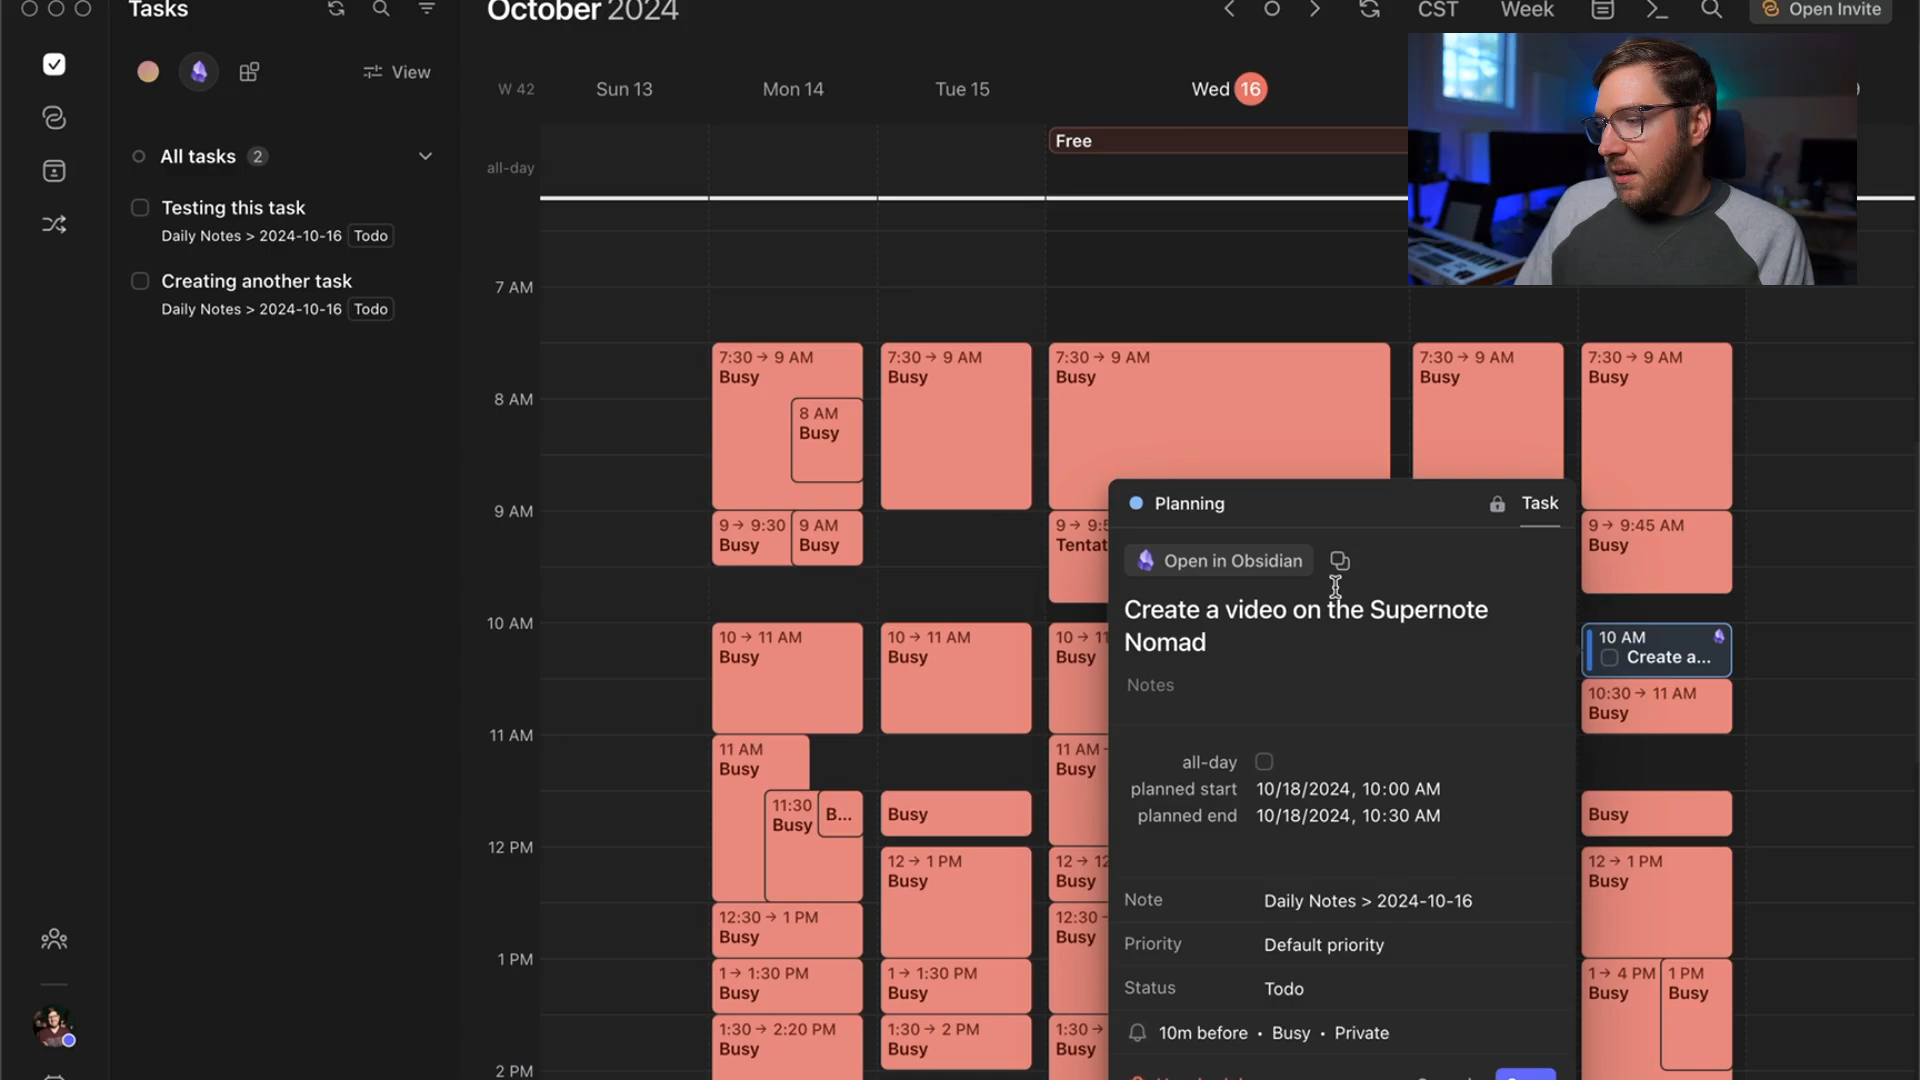 Tasks
October 2024
CST
Week
Open Invite
View
W 42
Sun 13
Mon 14
Tue 15
Wed 16
all-day
Free
All tasks 2
Testing this task
Daily Notes > 2024-10-16 Todo
Creating another task
Daily Notes > 2024-10-16 Todo
7 AM
8 AM
9 AM
10 AM
11 AM
12 PM
1 PM
2 PM
7:30 → 9 AM
Busy
8 AM
Busy
9 → 9:30
Busy
9 AM
Busy
10 → 11 AM
Busy
11 AM
Busy
11:30
Busy
B...
12:30 → 1 PM
Busy
1 → 1:30 PM
Busy
1:30 → 2:20 PM
Busy
7:30 → 9 AM
Busy
10 → 11 AM
Busy
Busy
12 → 1 PM
Busy
1 → 1:30 PM
Busy
1:30 → 2 PM
Busy
7:30 → 9 AM
Busy
9 → 9:5
Tentat
10 → 11
Busy
11 AM
Busy
12 → 12
Busy
12:30
Busy
1:30 →
Busy
7:30 → 9 AM
Busy
7:30 → 9 AM
Busy
9 → 9:45 AM
Busy
10 AM
Create a...
10:30 → 11 AM
Busy
Busy
12 → 1 PM
Busy
1 → 4 PM
Busy
1 PM
Busy
Planning
Task
Open in Obsidian
Create a video on the Supernote
Nomad
Notes
all-day
planned start 10/18/2024, 10:00 AM
planned end 10/18/2024, 10:30 AM
Note Daily Notes > 2024-10-16
Priority Default priority
Status Todo
10m before • Busy • Private